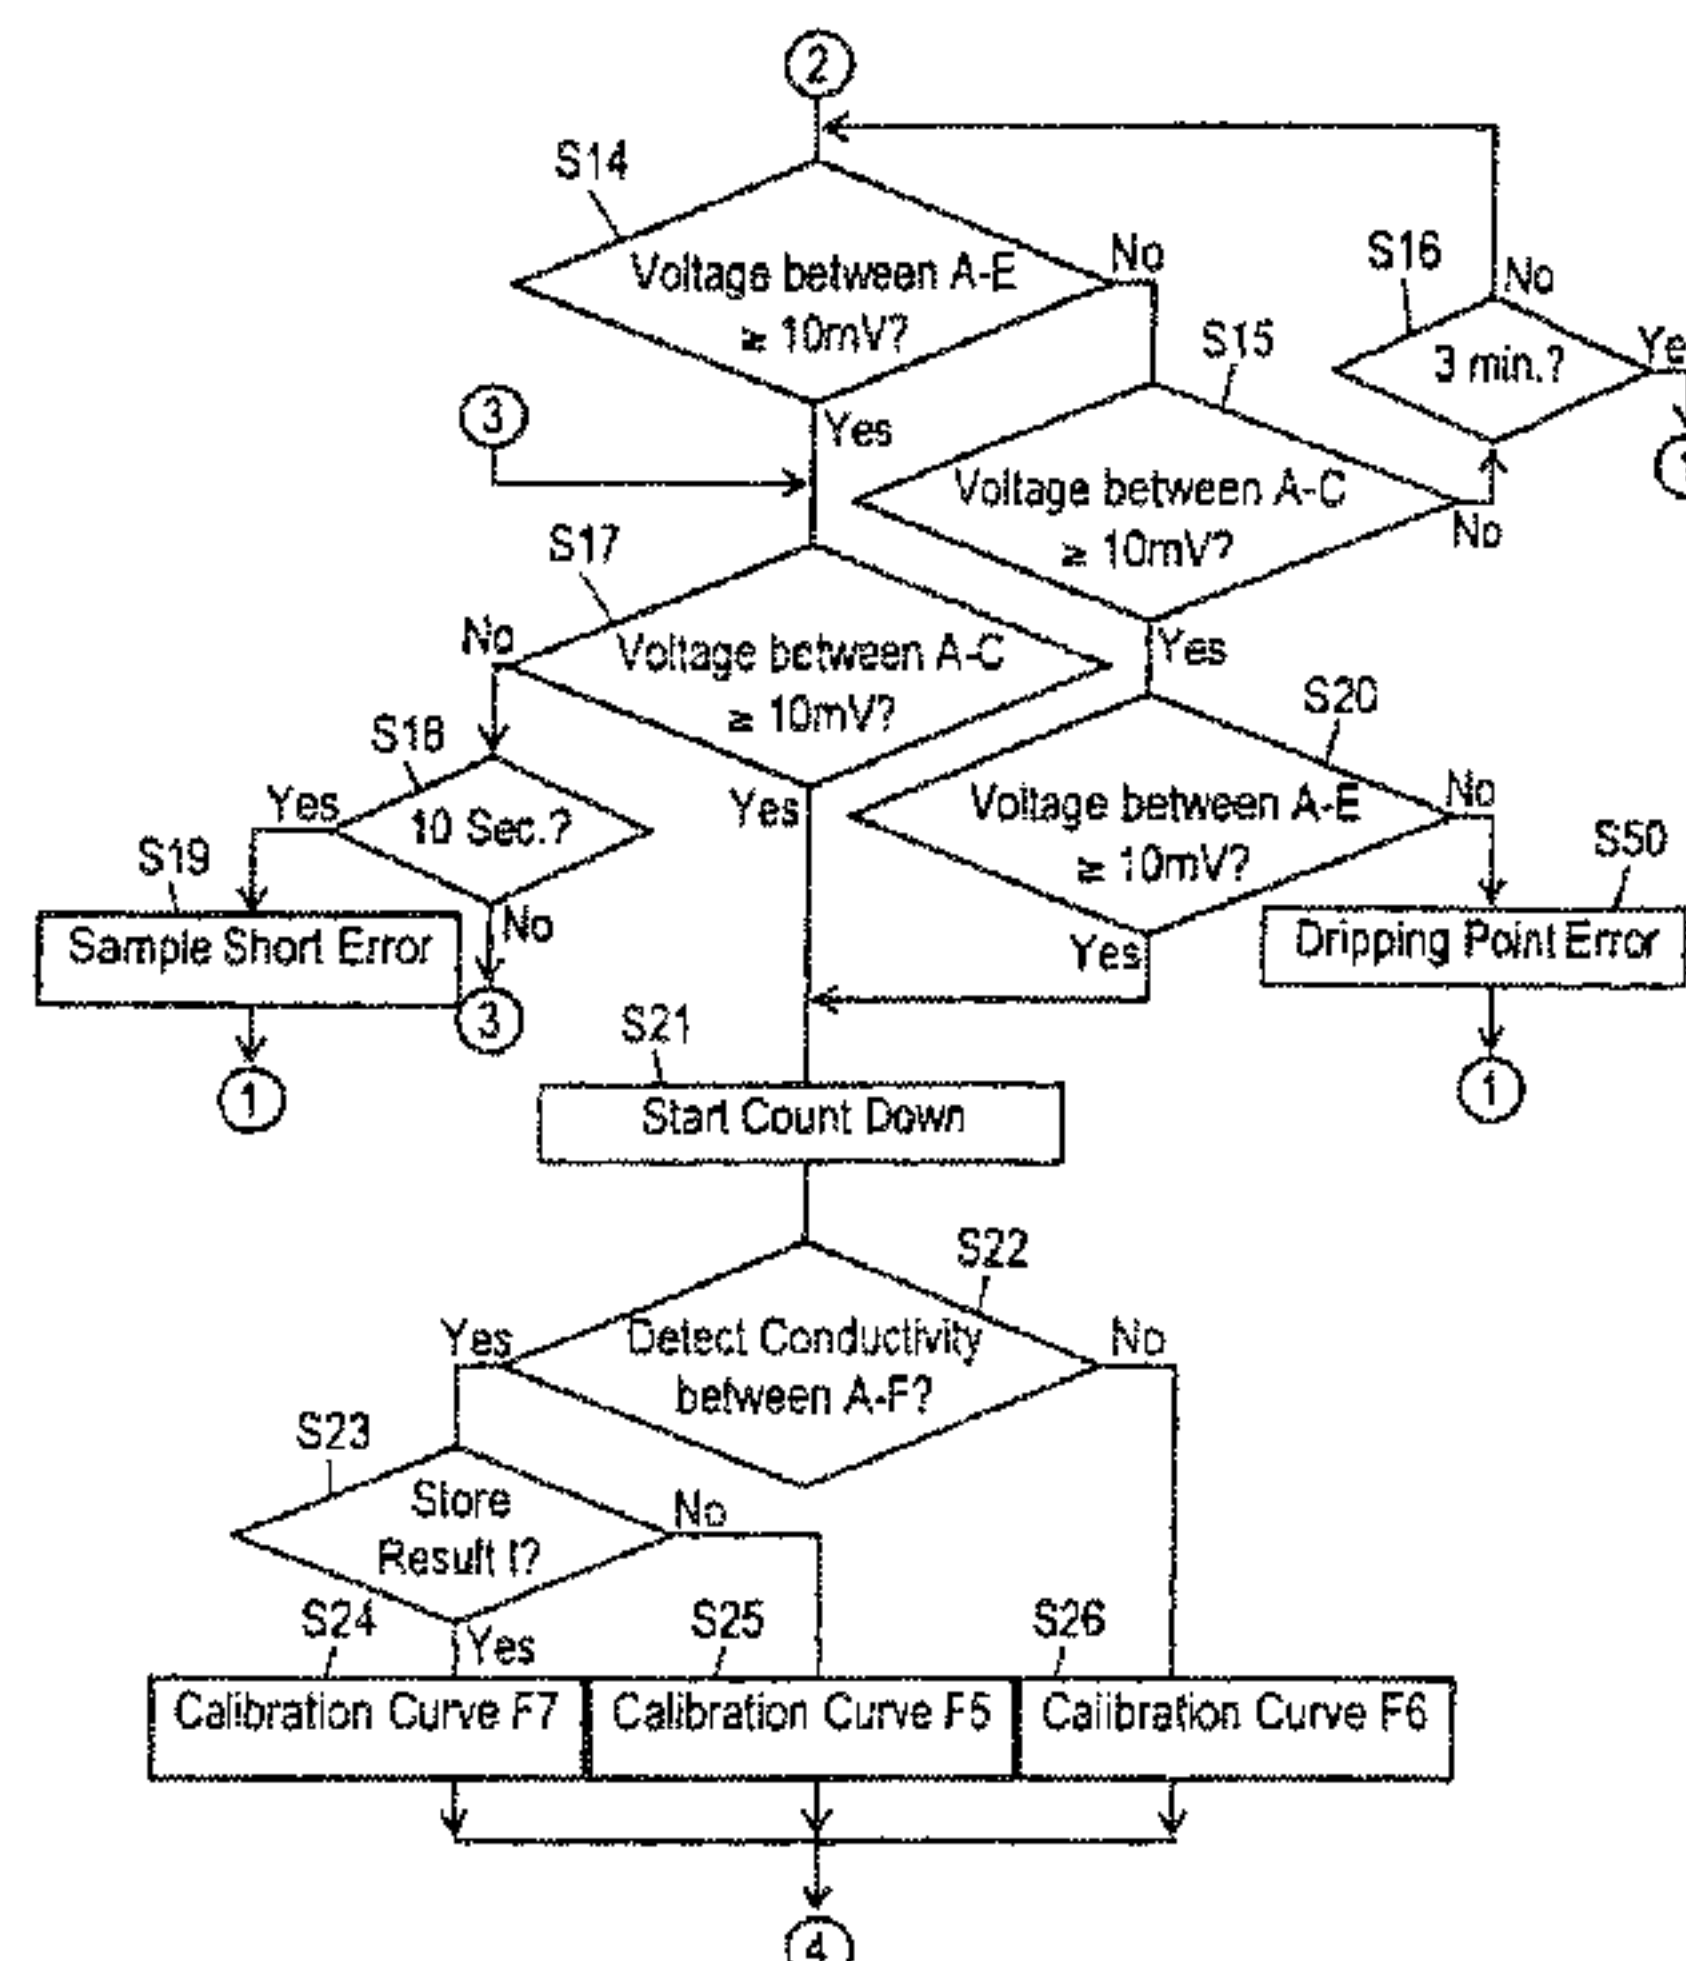 2
S14
Voltage between A-E
≧ 10mV?
No
Yes
S16
No
3 min.?
Ye
1
S15
Voltage between A-C
≧ 10mV?
No
Yes
3
S17
No
Voltage between A-C
≧ 10mV?
Yes
S18
Yes
10 Sec.?
No
3
S19
Sample Short Error
1
S20
Voltage between A-E
≧ 10mV?
No
Yes
S50
Dripping Point Error
1
S21
Start Count Down
S22
Yes
Detect Conductivity
between A-F?
No
S23
Store
Result I?
No
Yes
S24
Calibration Curve F7
S25
Calibration Curve F5
S26
Calibration Curve F6
4